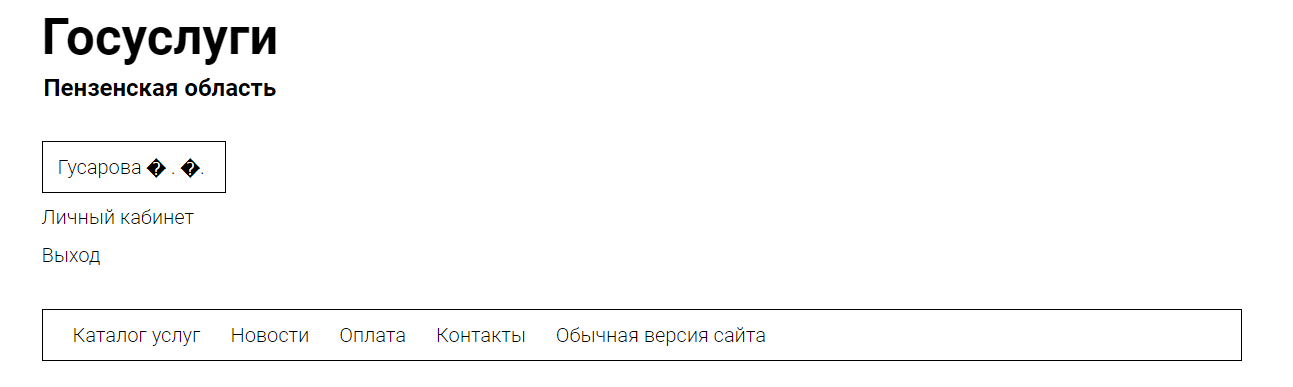 Госуслуги
Пензенская область
Гусарова � . �.
Личный кабинет
Выход
Каталог услуг Новости Оплата Контакты Обычная версия сайта